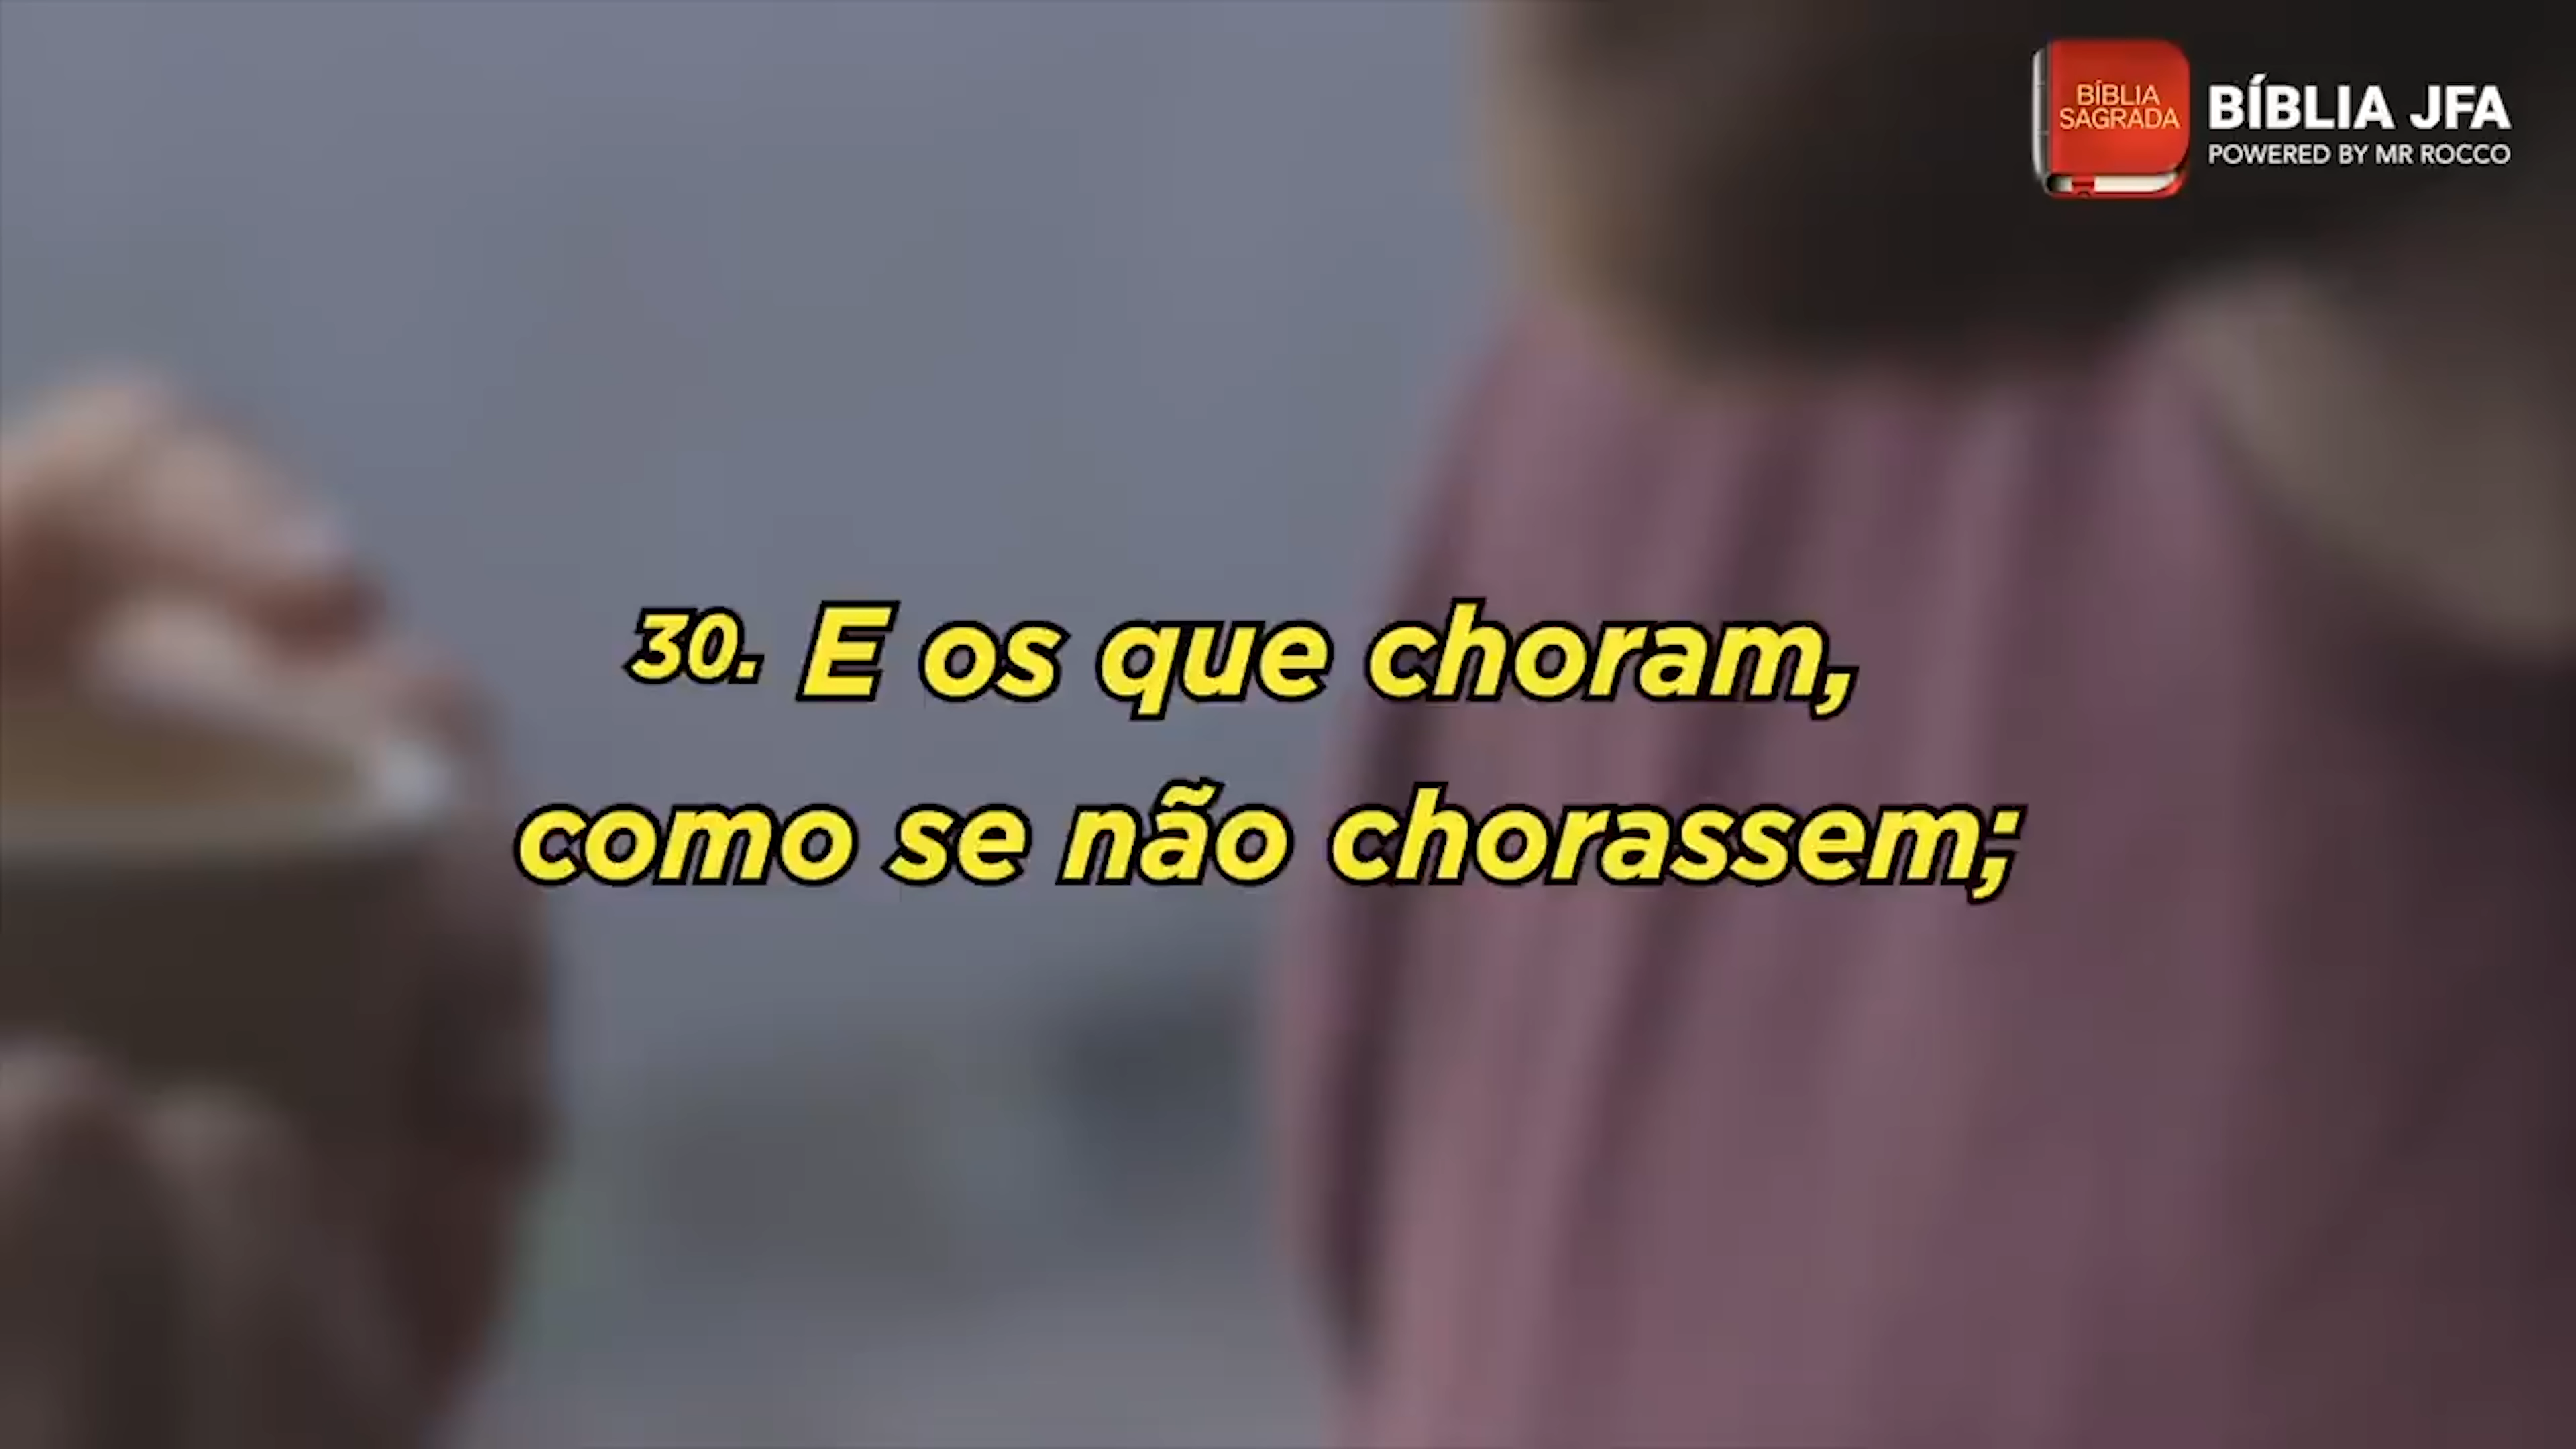 BÍBLIA
SAGRADA
BÍBLIA JFA
POWERED BY MR ROCCO
30. E os que choram,
como se não chorassem;